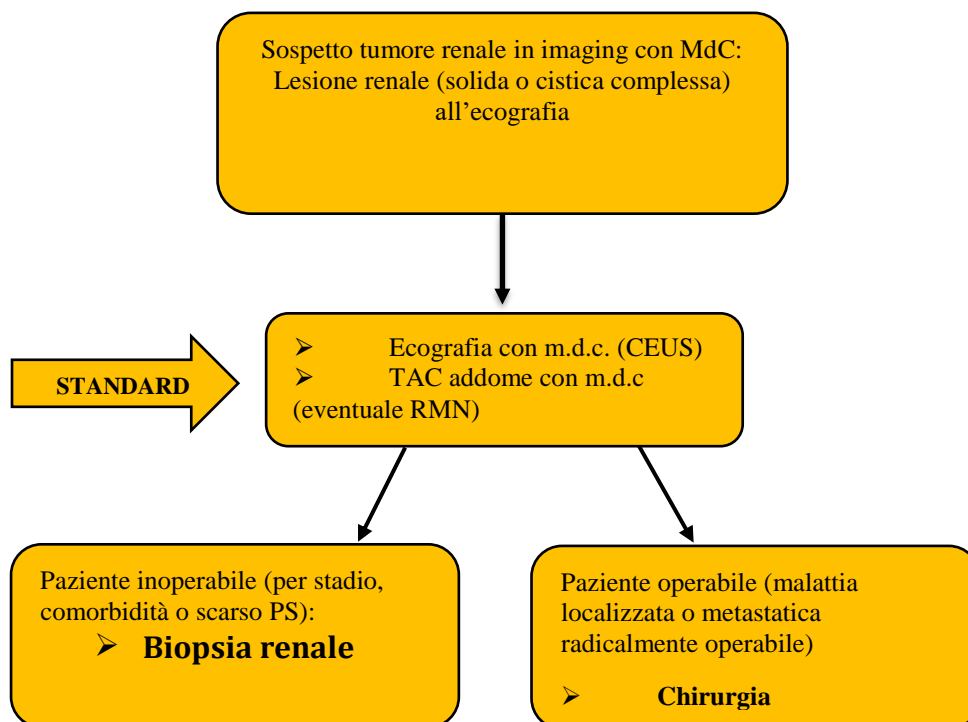 Sospetto tumore renale in imaging con MdC:
Lesione renale (solida o cistica complessa)
all’ecografia
STANDARD
➢ Ecografia con m.d.c. (CEUS)
➢ TAC addome con m.d.c
(eventuale RMN)
Paziente inoperabile (per stadio,
comorbidità o scarso PS):
➢ Biopsia renale
Paziente operabile (malattia
localizzata o metastatica
radicalmente operabile)
➢ Chirurgia